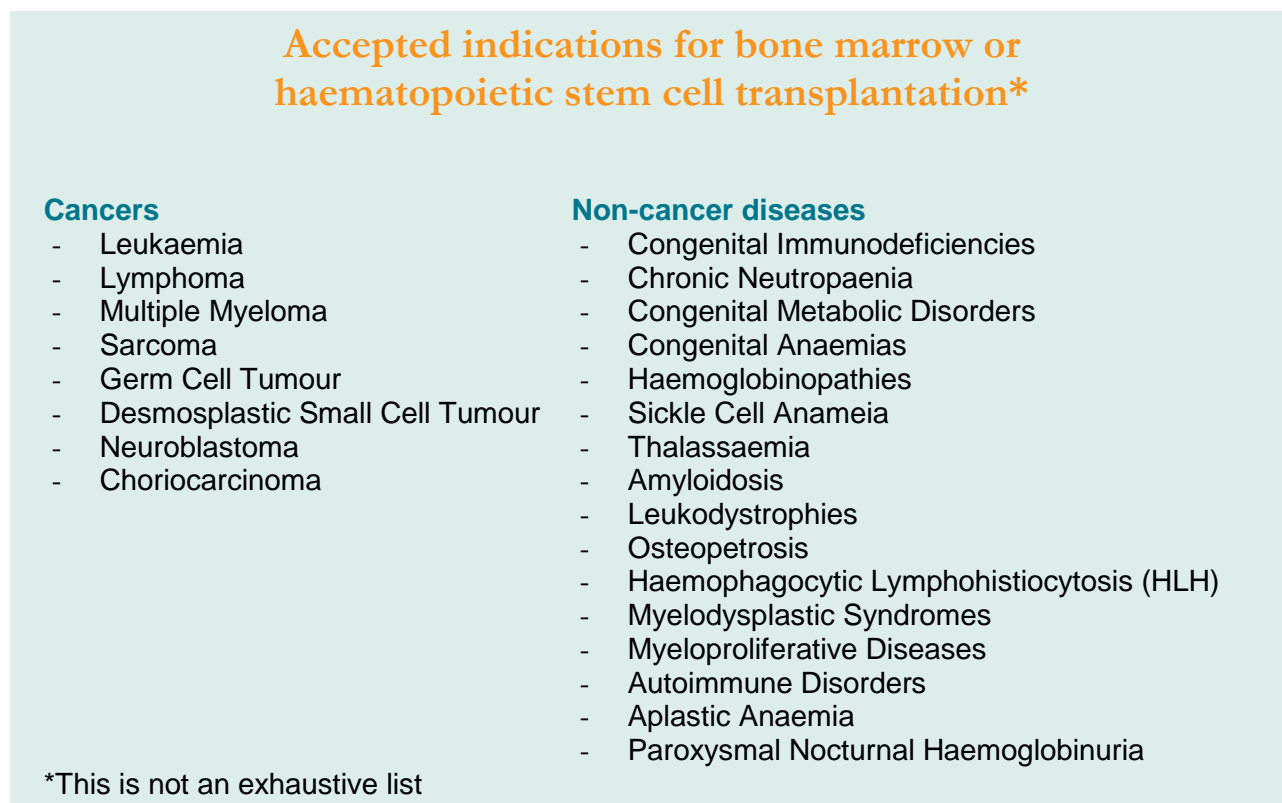 Accepted indications for bone marrow or
haematopoietic stem cell transplantation*
Cancers
- Leukaemia
- Lymphoma
- Multiple Myeloma
- Sarcoma
- Germ Cell Tumour
- Desmosplastic Small Cell Tumour
- Neuroblastoma
- Choriocarcinoma
Non-cancer diseases
- Congenital Immunodeficiencies
- Chronic Neutropaenia
- Congenital Metabolic Disorders
- Congenital Anaemias
- Haemoglobinopathies
- Sickle Cell Anameia
- Thalassaemia
- Amyloidosis
- Leukodystrophies
- Osteopetrosis
- Haemophagocytic Lymphohistiocytosis (HLH)
- Myelodysplastic Syndromes
- Myeloproliferative Diseases
- Autoimmune Disorders
- Aplastic Anaemia
- Paroxysmal Nocturnal Haemoglobinuria
*This is not an exhaustive list